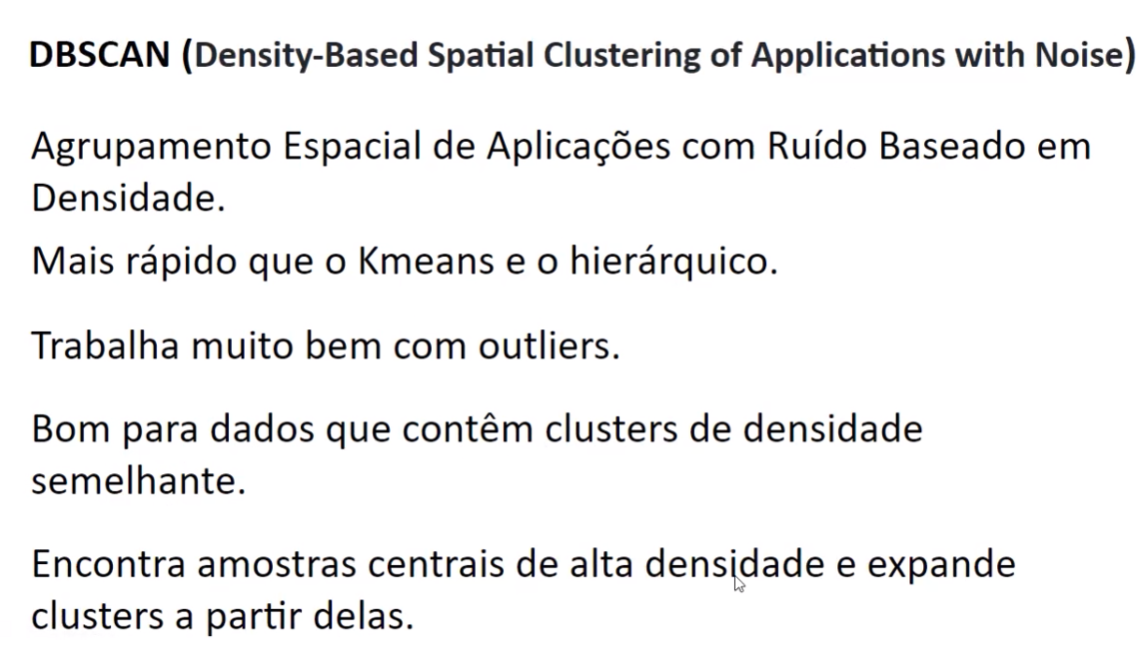 DBSCAN (Density-Based Spatial Clustering of Applications with Noise)
Agrupamento Espacial de Aplicações com Ruído Baseado em
Densidade.
Mais rápido que o Kmeans e o hierárquico.
Trabalha muito bem com outliers.
Bom para dados que contêm clusters de densidade
semelhante.
Encontra amostras centrais de alta densidade e expande
clusters a partir delas.